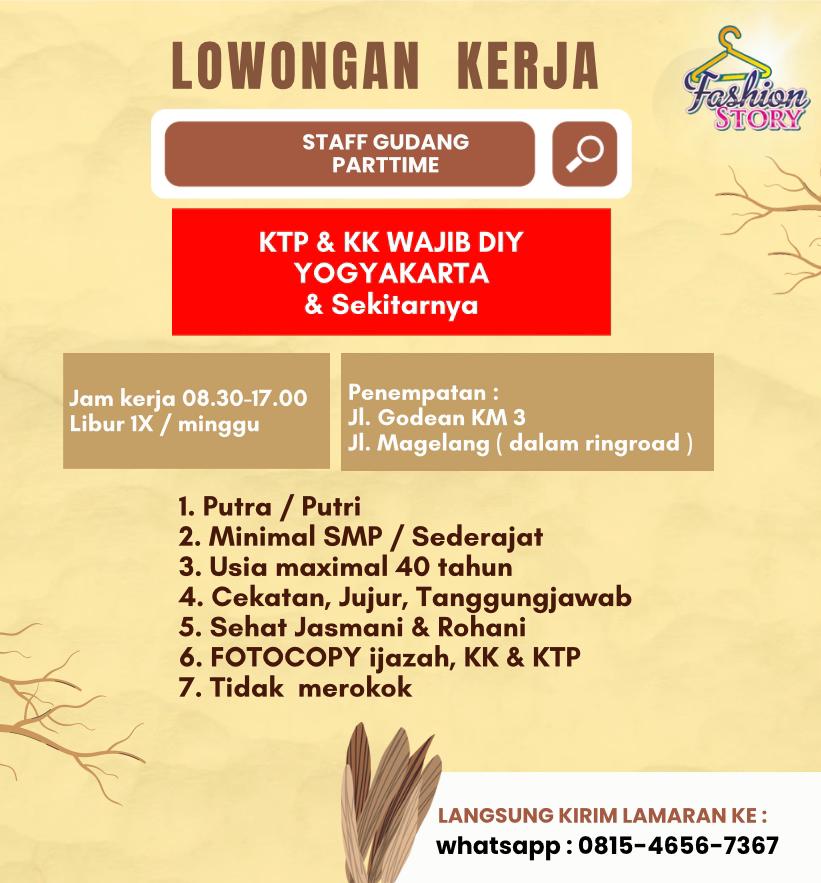 LOWONGAN KERJA
Fashion
STORY
STAFF GUDANG
PARTTIME
KTP & KK WAJIB DIY
YOGYAKARTA
& Sekitarnya
Jam kerja 08.30-17.00
Libur 1X / minggu
Penempatan :
Jl. Godean KM 3
Jl. Magelang ( dalam ringroad )
1. Putra / Putri
2. Minimal SMP / Sederajat
3. Usia maximal 40 tahun
4. Cekatan, Jujur, Tanggungjawab
5. Sehat Jasmani & Rohani
6. FOTOCOPY ijazah, KK & KTP
7. Tidak merokok
LANGSUNG KIRIM LAMARAN KE :
whatsapp : 0815-4656-7367